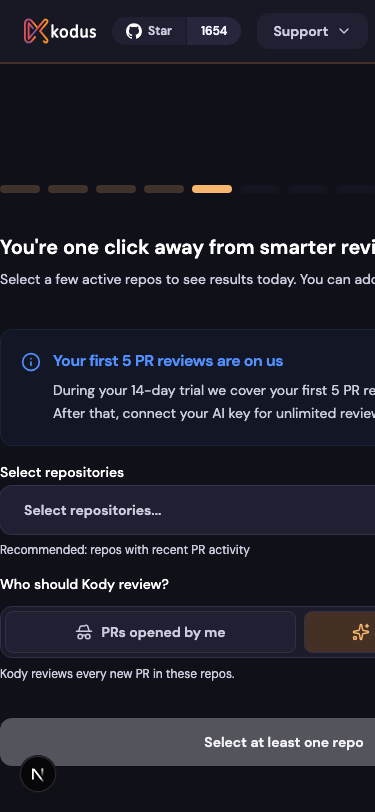 kodus
Star 1654
Support
You're one click away from smarter revi
Select a few active repos to see results today. You can add
Your first 5 PR reviews are on us
During your 14-day trial we cover your first 5 PR re
After that, connect your AI key for unlimited review
Select repositories
Select repositories...
Recommended: repos with recent PR activity
Who should Kody review?
PRs opened by me
Kody reviews every new PR in these repos.
Select at least one repo
N